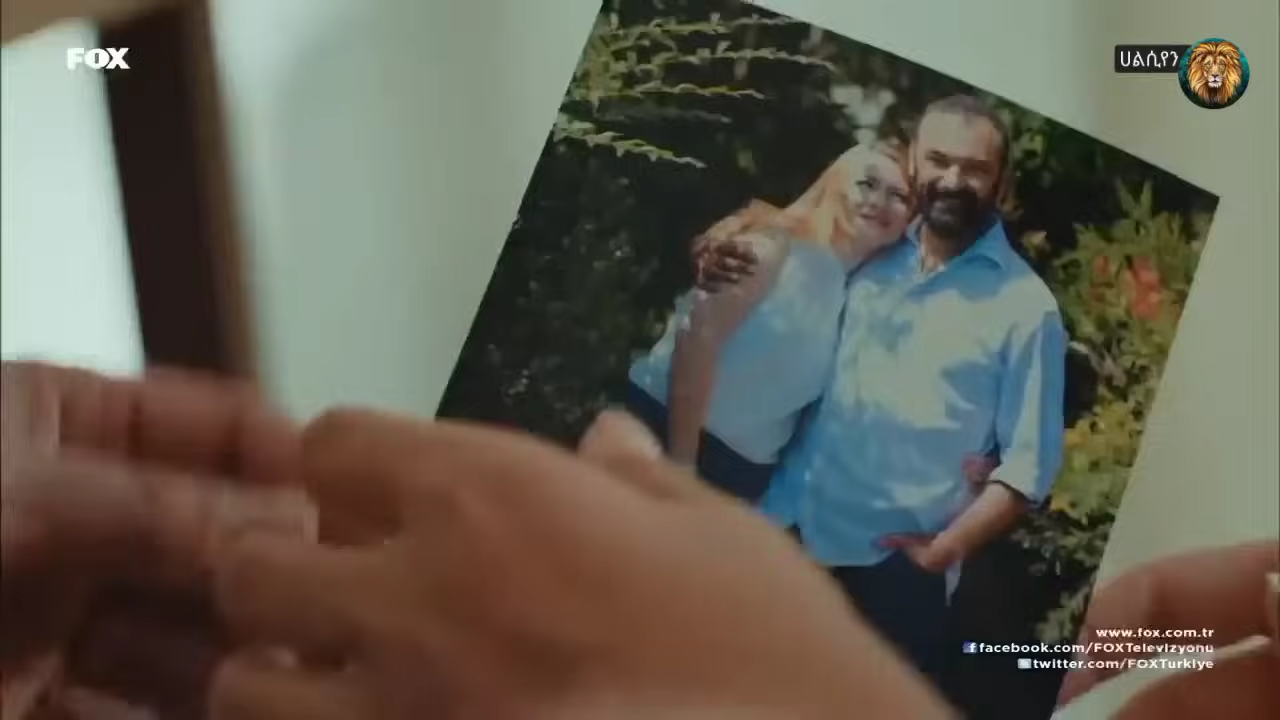 FOX
ሀልሲየን
www.fox.com.tr
facebook.com/FOXTelevizyonu
twitter.com/FOXTurkiye